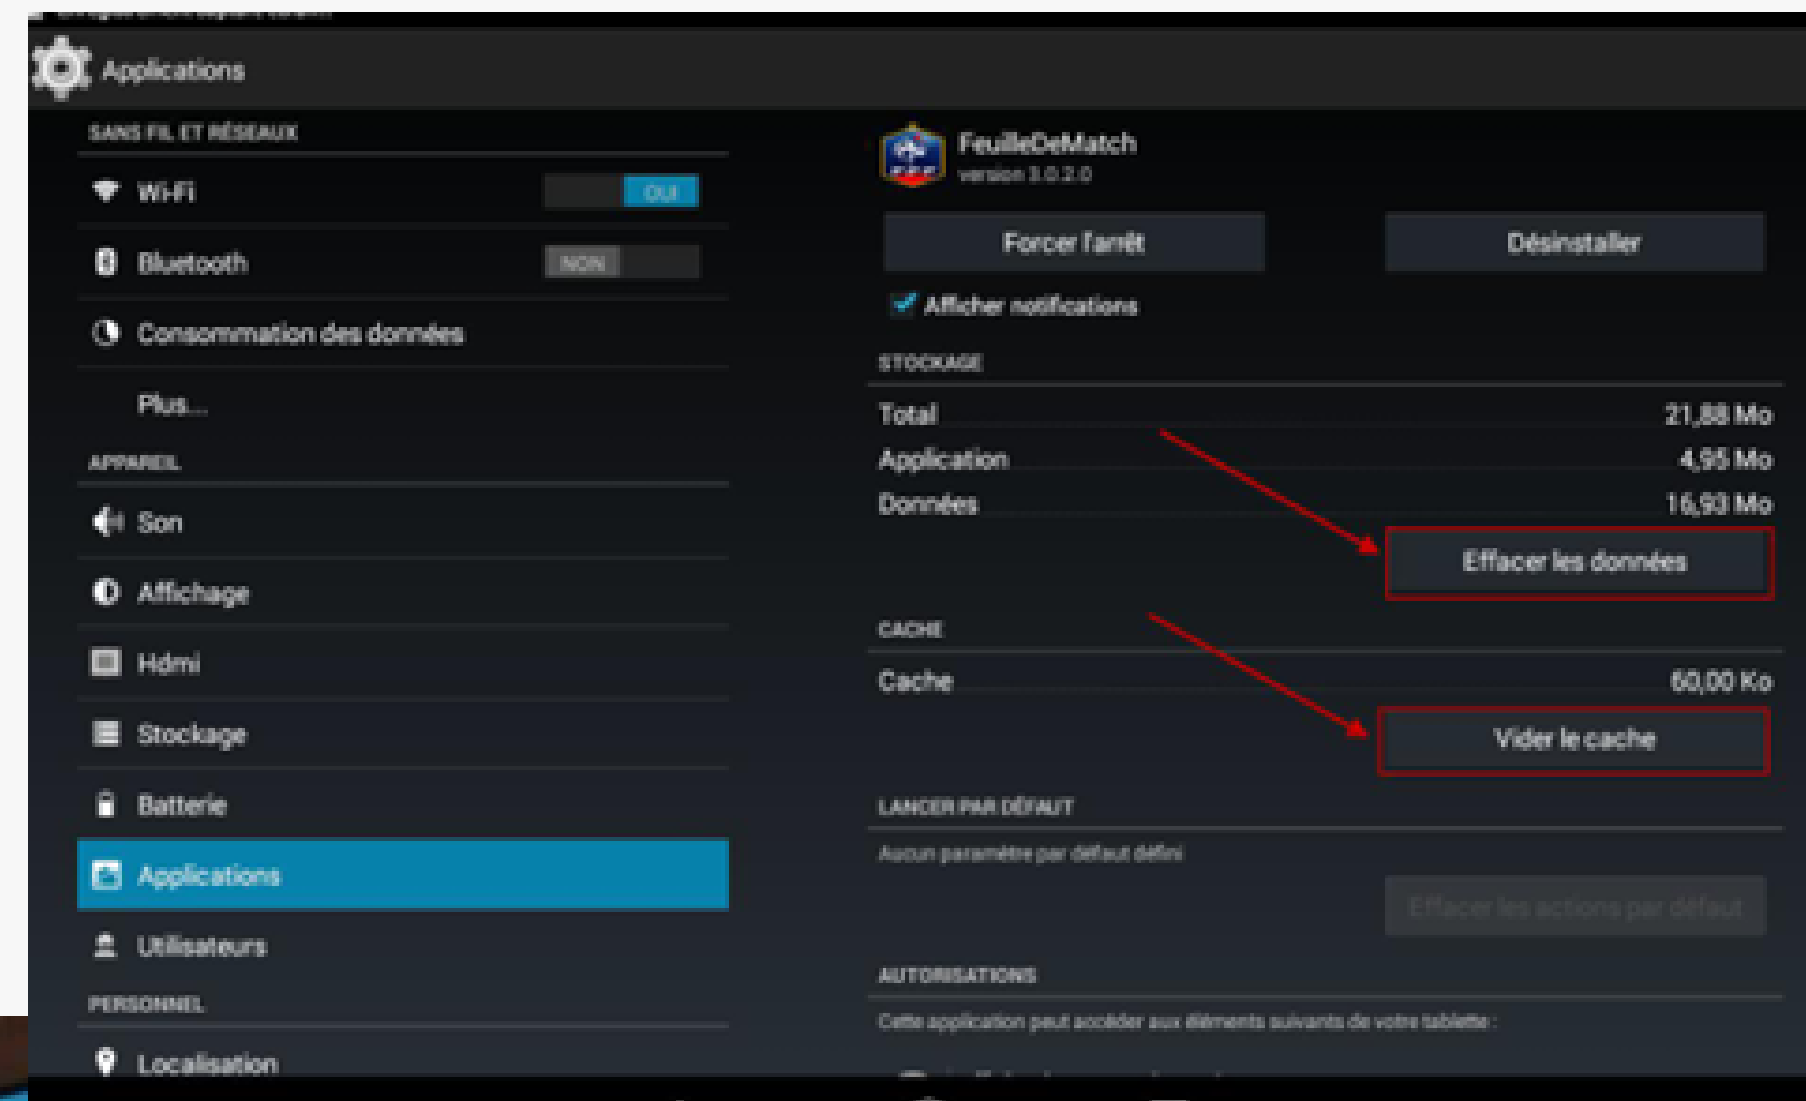 Applications
SANS FIL ET RÉSEAUX
Wi-Fi
OUI
Bluetooth
NON
Consommation des données
Plus...
APPAREIL
Son
Affichage
Hdmi
Stockage
Batterie
Applications
Utilisateurs
PERSONNEL
Localisation
FeuilleDeMatch
version 3.0.2.0
Forcer l'arrêt
Désinstaller
Afficher notifications
STOCKAGE
Total
21,88 Mo
Application
4,95 Mo
Données
16,93 Mo
Effacer les données
CACHE
Cache
60,00 Ko
Vider le cache
LANCER PAR DÉFAUT
Aucun paramètre par défaut défini
Effacer les actions par défaut
AUTORISATIONS
Cette application peut accéder aux éléments suivants de votre tablette :